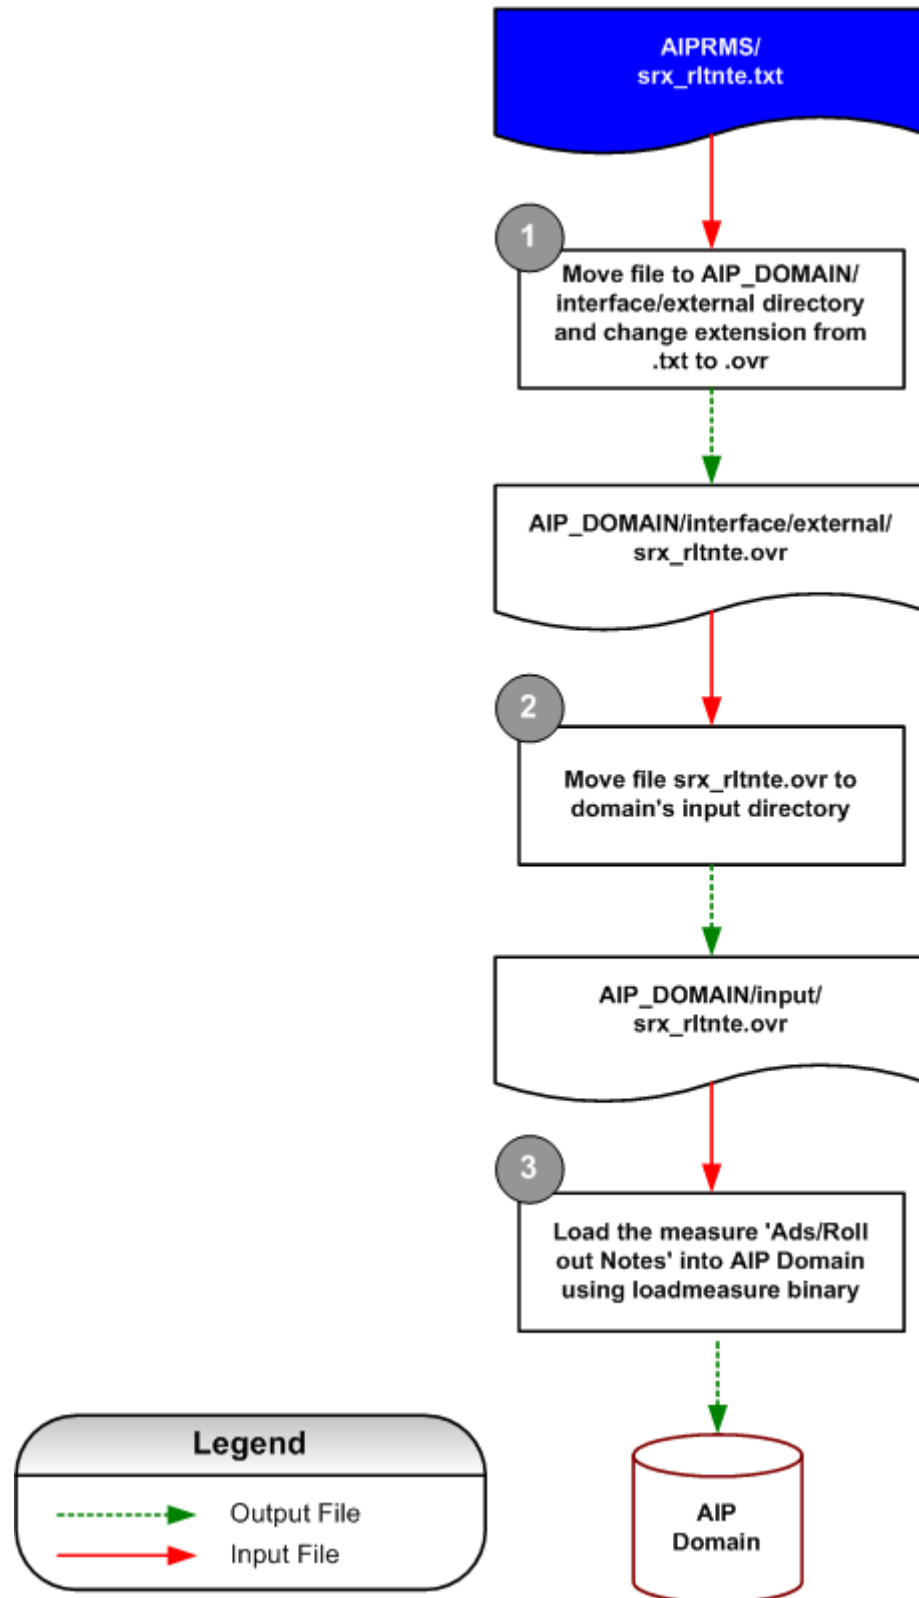 AIPRMS/
srx_rltnte.txt
1
Move file to AIP_DOMAIN/
interface/external directory
and change extension from
.txt to .ovr
AIP_DOMAIN/interface/external/
srx_rltnte.ovr
2
Move file srx_rltnte.ovr to
domain's input directory
AIP_DOMAIN/input/
srx_rltnte.ovr
3
Load the measure 'Ads/Roll
out Notes' into AIP Domain
using loadmeasure binary
AIP
Domain
Legend
Output File
Input File